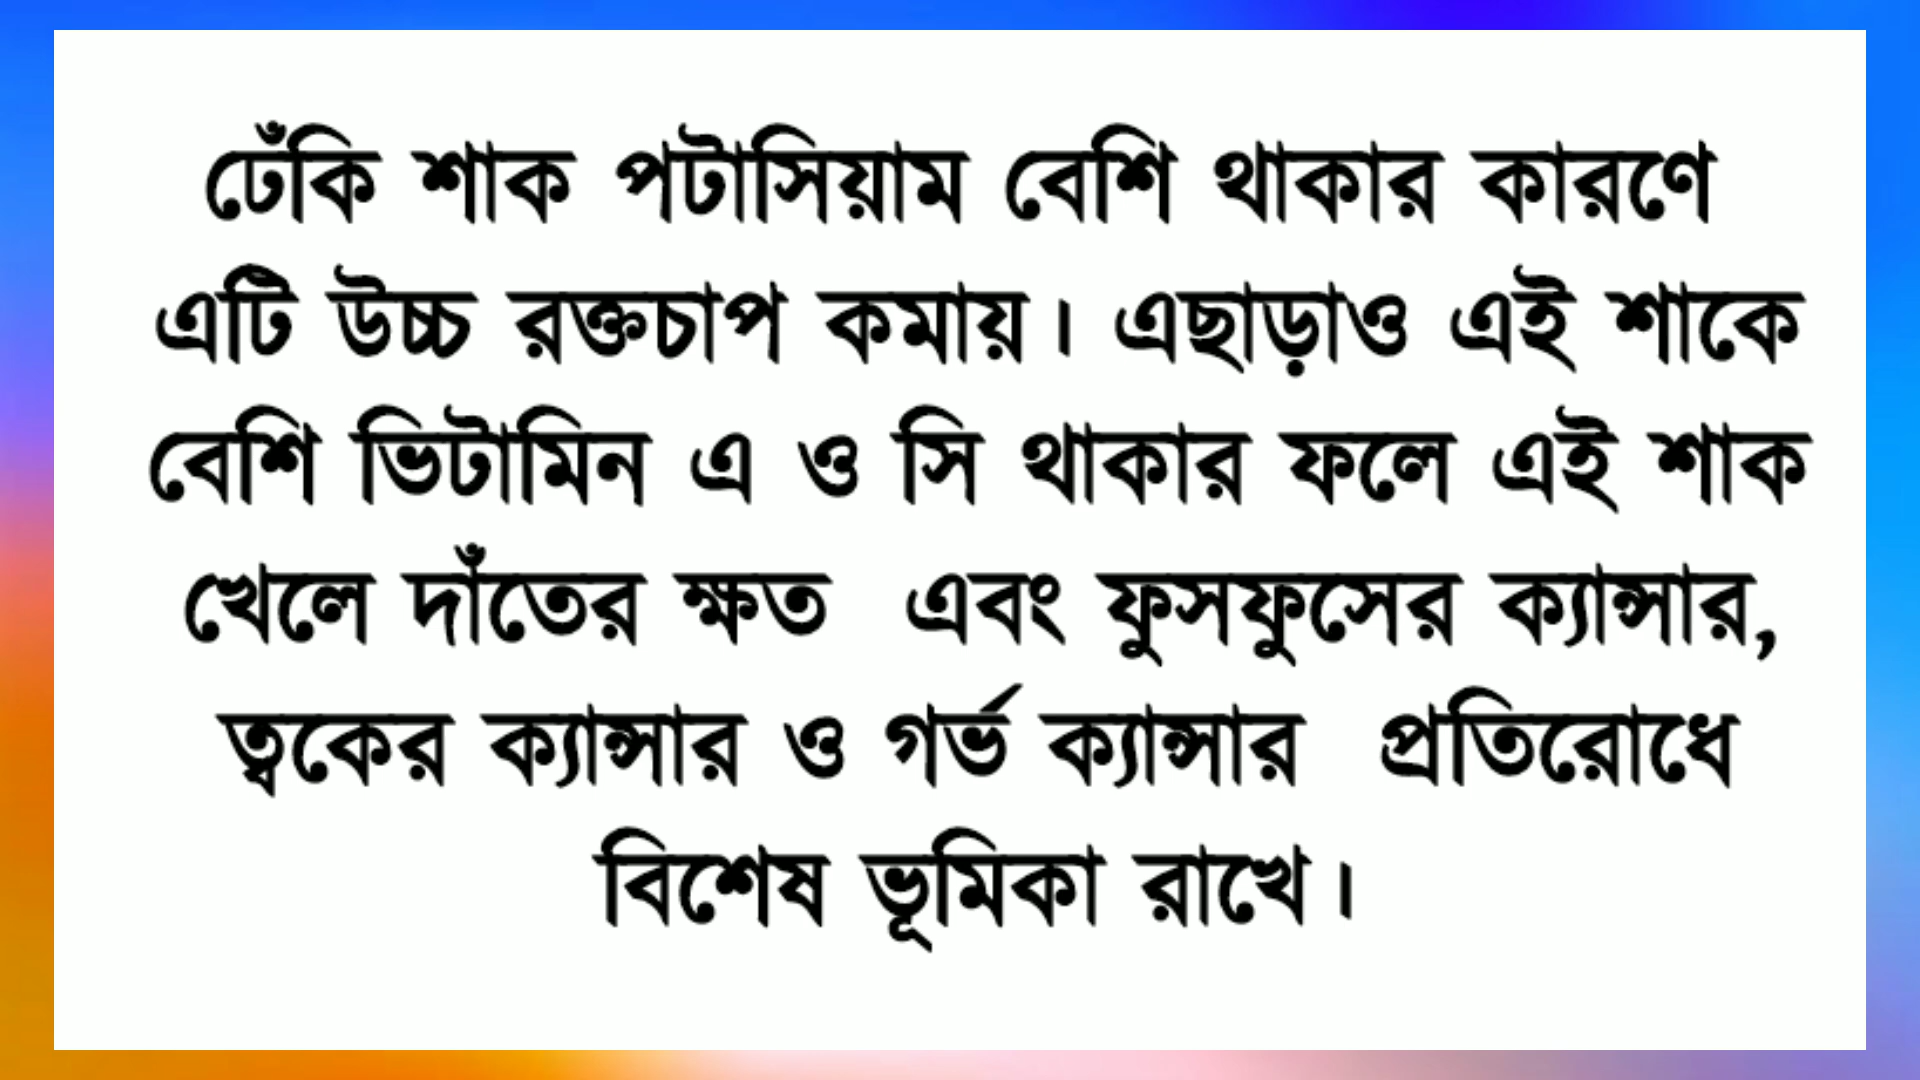 ঢেঁকি শাক পটাসিয়াম বেশি থাকার কারণে
এটি উচ্চ রক্তচাপ কমায়। এছাড়াও এই শাকে
বেশি ভিটামিন এ ও সি থাকার ফলে এই শাক
খেলে দাঁতের ক্ষত এবং ফুসফুসের ক্যান্সার,
ত্বকের ক্যান্সার ও গর্ভ ক্যান্সার প্রতিরোধে
বিশেষ ভূমিকা রাখে।